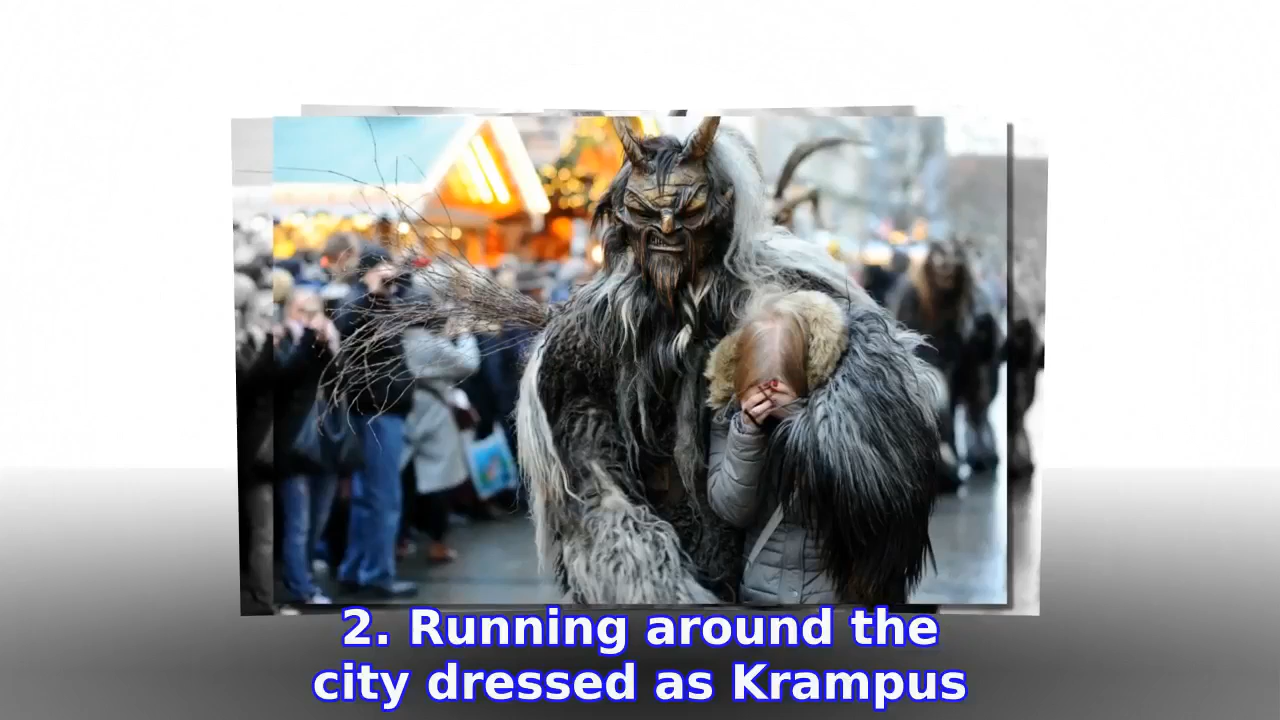 2. Running around the
city dressed as Krampus